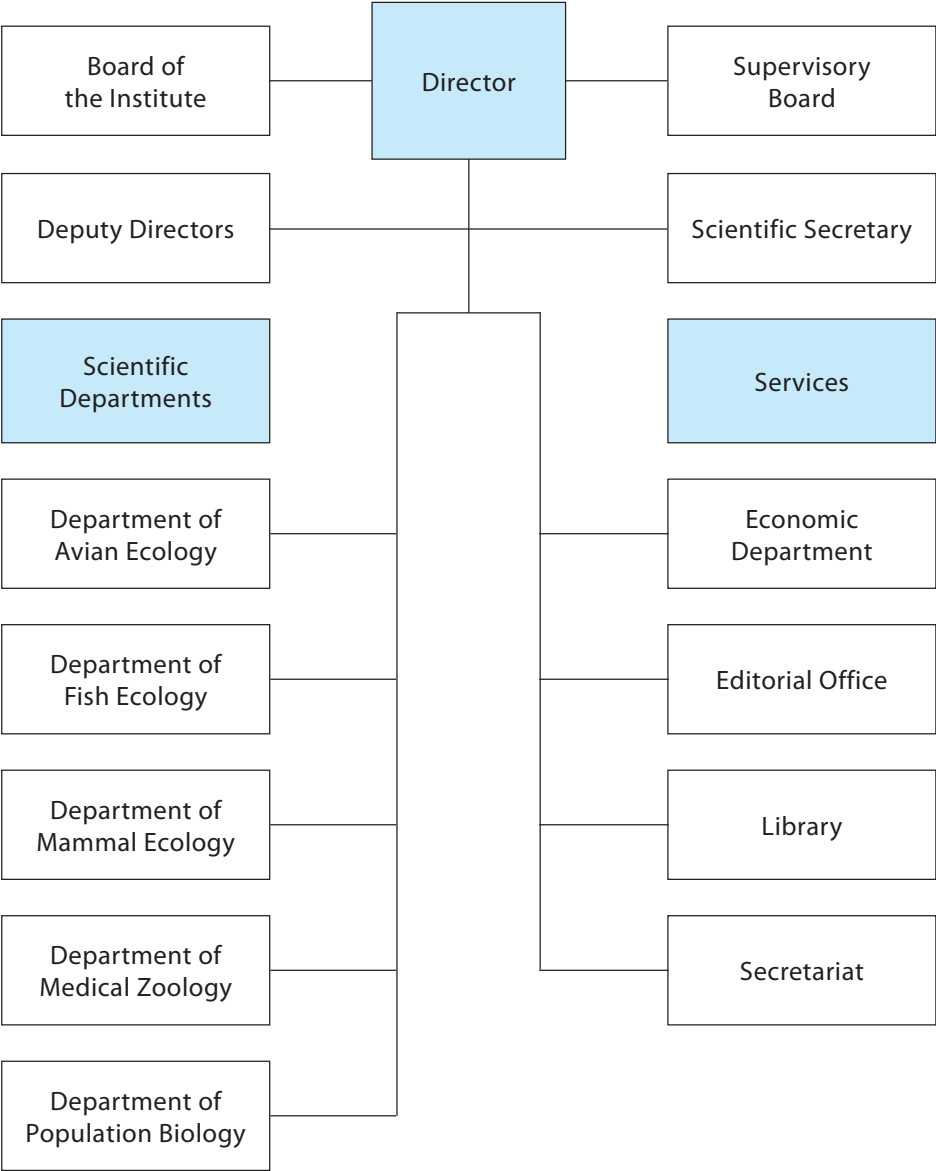 Board of
the Institute
Director
Supervisory
Board
Deputy Directors
Scientific Secretary
Scientific
Departments
Services
Department of
Avian Ecology
Economic
Department
Department of
Fish Ecology
Editorial Office
Department of
Mammal Ecology
Library
Department of
Medical Zoology
Secretariat
Department of
Population Biology